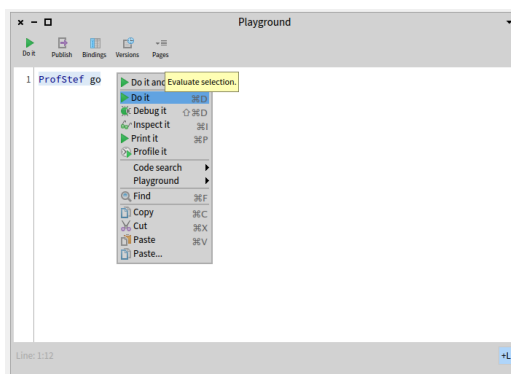 Playground
Do it Publish Bindings Versions Pages
1 ProfStef go
Do it and
Evaluate selection.
Do it ⌘D
Debug it ⇧⌘D
Inspect it ⌘I
Print it ⌘P
Profile it
Code search
Playground
Find ⌘F
Copy ⌘C
Cut ⌘X
Paste ⌘V
Paste...
Line: 1:12 +L